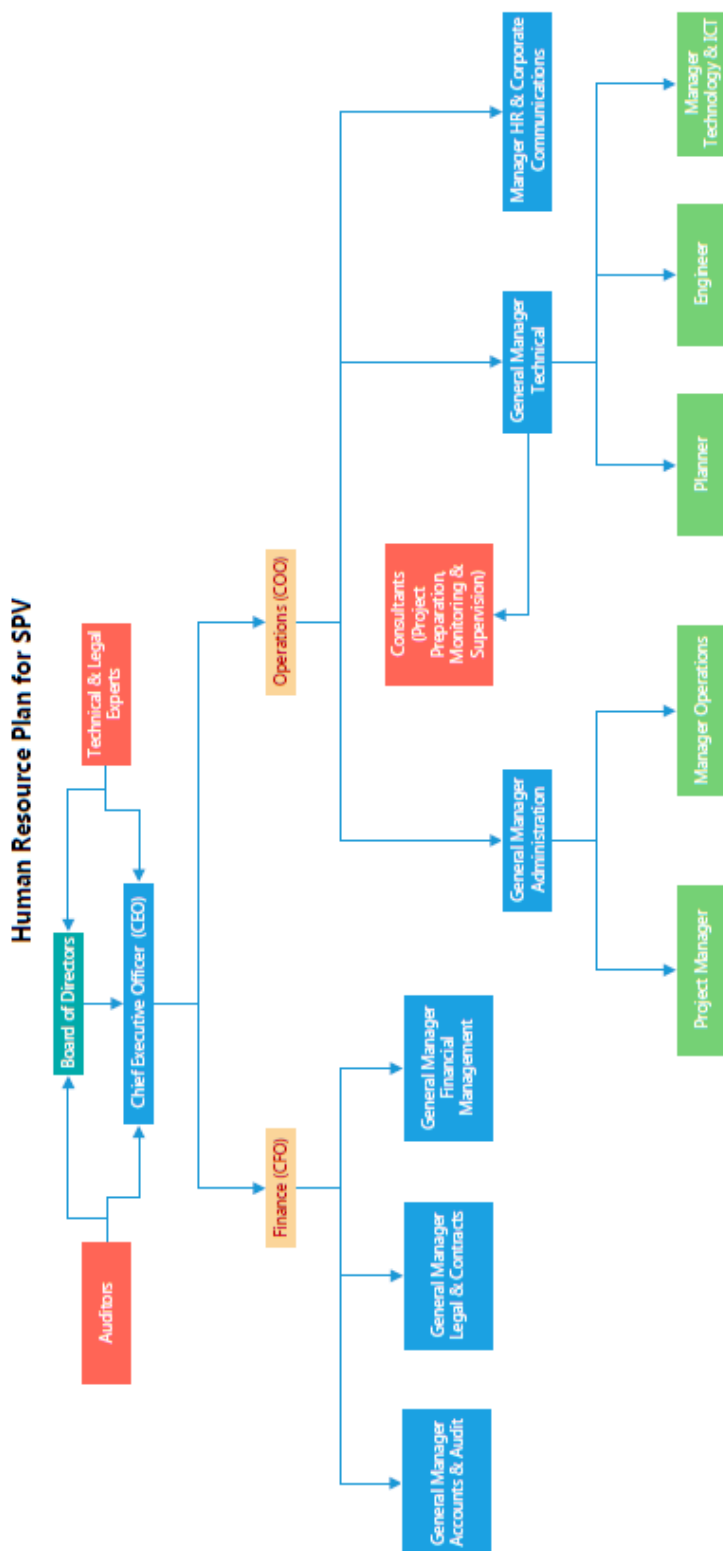 Human Resource Plan for SPV
Auditors
Board of Directors
Technical & Legal
Experts
Chief Executive Officer (CEO)
Finance (CFO)
Operations (COO)
General Manager
Accounts & Audit
General Manager
Legal & Contracts
General Manager
Financial
Management
Consultants
(Project
Preparation,
Monitoring &
Supervision)
General Manager
Administration
General Manager
Technical
Manager HR & Corporate
Communications
Project Manager
Manager Operations
Planner
Engineer
Manager
Technology & ICT